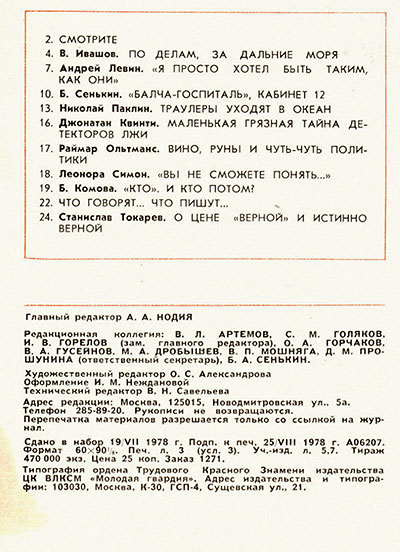 2. СМОТРИТЕ
4. В. Ивашов. ПО ДЕЛАМ, ЗА ДАЛЬНИЕ МОРЯ
7. Андрей Левин. «Я ПРОСТО ХОТЕЛ БЫТЬ ТАКИМ,
КАК ОНИ»
10. Б. Сенькин. «БАЛЧА-ГОСПИТАЛЬ», КАБИНЕТ 12
13. Николай Паклин. ТРАУЛЕРЫ УХОДЯТ В ОКЕАН
16. Джонатан Квинти. МАЛЕНЬКАЯ ГРЯЗНАЯ ТАЙНА ДЕ-
ТЕКТОРОВ ЛЖИ
17. Раймар Ольтманс. ВИНО, РУНЫ И ЧУТЬ-ЧУТЬ ПОЛИ-
ТИКИ
18. Леонора Симон. «ВЫ НЕ СМОЖЕТЕ ПОНЯТЬ...»
19. Б. Комова. «КТО». И КТО ПОТОМ?
22. ЧТО ГОВОРЯТ... ЧТО ПИШУТ...
24. Станислав Токарев. О ЦЕНЕ «ВЕРНОЙ» И ИСТИННО
ВЕРНОЙ
Главный редактор А. А. НОДИЯ
Редакционная коллегия: В. Л. АРТЕМОВ, С. М. ГОЛЯКОВ,
И. В. ГОРЕЛОВ (зам. главного редактора), О. А. ГОРЧАКОВ,
В. А. ГУСЕЙНОВ, М. А. ДРОБЫШЕВ, В. П. МОШНЯГА, Д. М. ПРО-
ШУНИНА (ответственный секретарь), Б. А. СЕНЬКИН.
Художественный редактор О. С. Александрова
Оформление И. М. Неждановой
Технический редактор В. Н. Савельева
Адрес редакции: Москва, 125015, Новодмитровская ул., 5а.
Телефон 285-89-20. Рукописи не возвращаются.
Перепечатка материалов разрешается только со ссылкой на жур-
нал.
Сдано в набор 19/VII 1978 г. Подп. к печ. 25/VIII 1978 г. А06207.
Формат 60×90⅛. Печ. л. 3 (усл. 3). Уч.-изд. л. 5,7. Тираж
470 000 экз. Цена 25 коп. Заказ 1271.
Типография ордена Трудового Красного Знамени издательства
ЦК ВЛКСМ «Молодая гвардия». Адрес издательства и типогра-
фии: 103030, Москва, К-30, ГСП-4, Сущевская ул., 21.